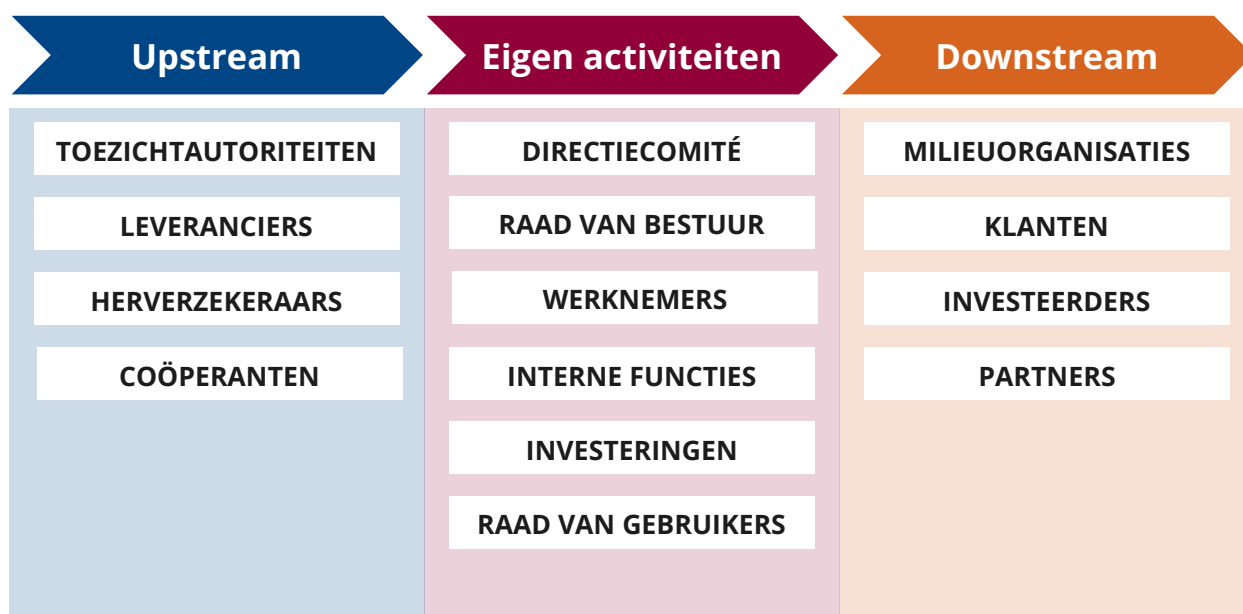 Upstream
Eigen activiteiten
Downstream
TOEZICHTAUTORITEITEN
LEVERANCIERS
HERVERZEKERAARS
COÖPERANTEN
DIRECTIECOMITÉ
RAAD VAN BESTUUR
WERKNEMERS
INTERNE FUNCTIES
INVESTERINGEN
RAAD VAN GEBRUIKERS
MILIEUORGANISATIES
KLANTEN
INVESTEERDERS
PARTNERS